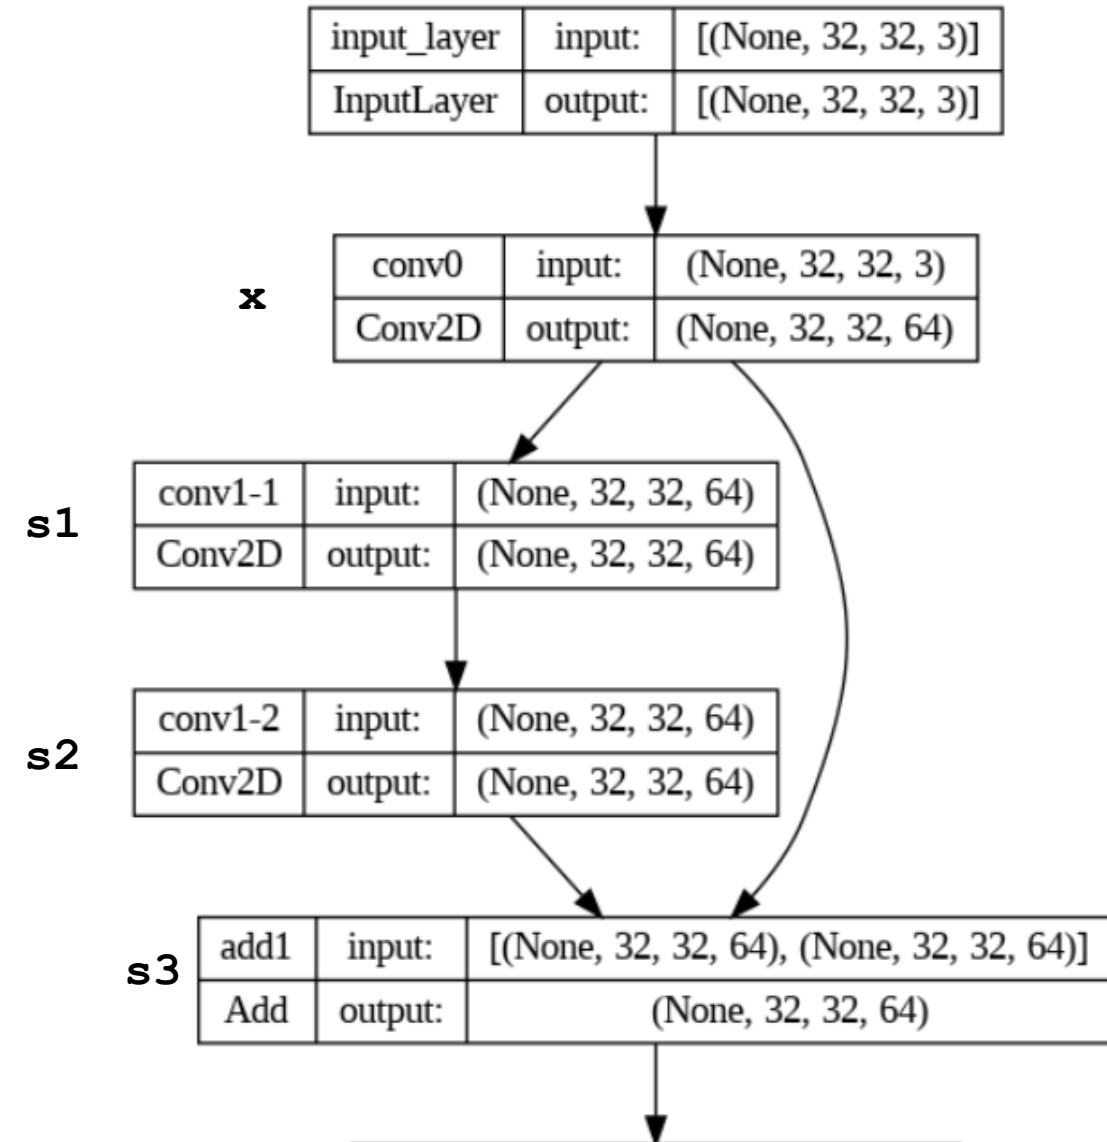 input_layer input: [(None, 32, 32, 3)]
InputLayer output: [(None, 32, 32, 3)]
x
conv0 input: (None, 32, 32, 3)
Conv2D output: (None, 32, 32, 64)
s1
conv1-1 input: (None, 32, 32, 64)
Conv2D output: (None, 32, 32, 64)
s2
conv1-2 input: (None, 32, 32, 64)
Conv2D output: (None, 32, 32, 64)
s3
add1 input: [(None, 32, 32, 64), (None, 32, 32, 64)]
Add output: (None, 32, 32, 64)